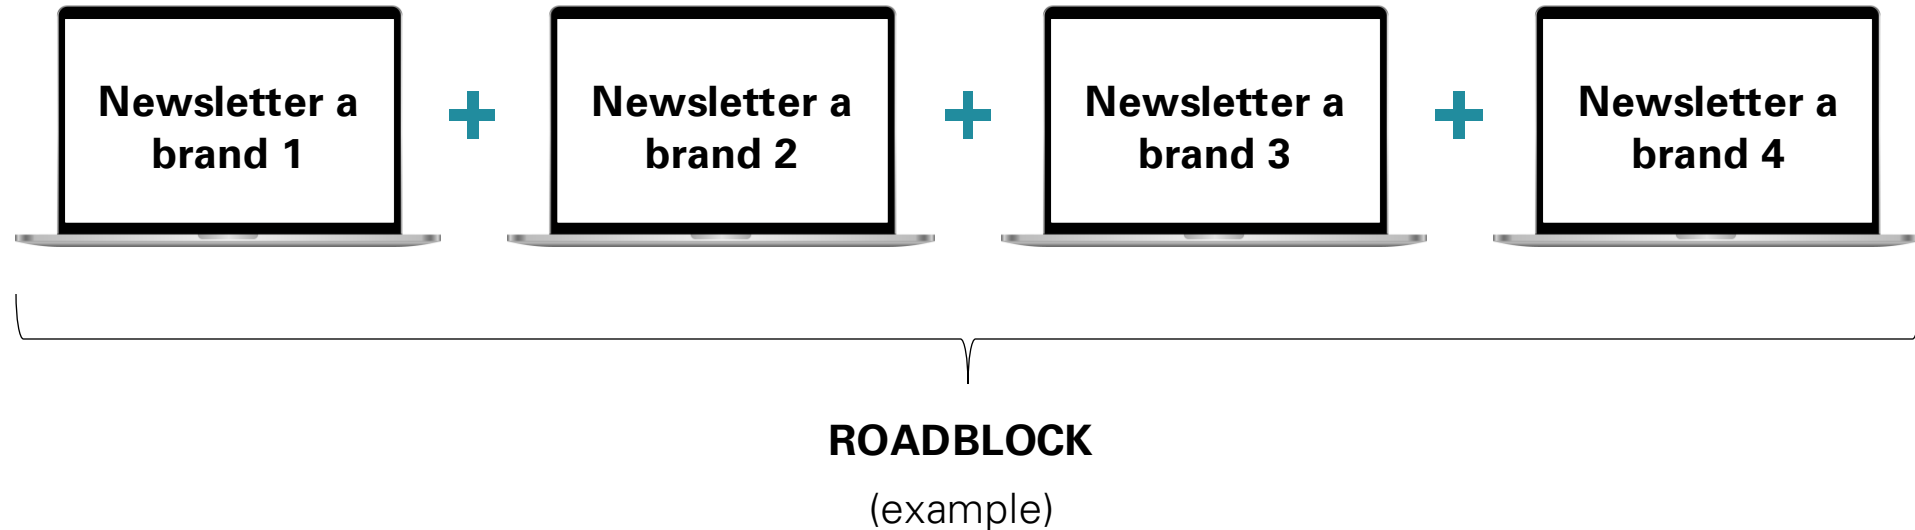 Newsletter a
brand 1
+
Newsletter a
brand 2
+
Newsletter a
brand 3
+
Newsletter a
brand 4
ROADBLOCK
(example)